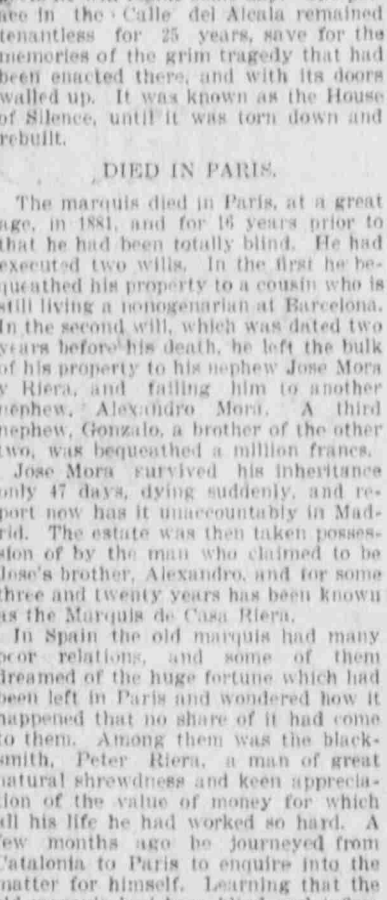 ace in the Calle del Alcala remained
tenantless for 25 years, save for the
memories of the grim tragedy that had
been enacted there, and with its doors
walled up. It was known as the House
of Silence, until it was torn down and
rebuilt.
DIED IN PARIS.
The marquis died in Paris, at a great
age, in 1881, and for 16 years prior to
that he had been totally blind. He had
executed two wills. In the first he be-
queathed his property to a cousin who is
still living a nonogenarian at Barcelona.
In the second will, which was dated two
years before his death, he left the bulk
of his property to his nephew Jose Mora
y Riera, and failing him to another
nephew, Alexandro Mora. A third
nephew, Gonzalo, a brother of the other
two, was bequeathed a million francs.
Jose Mora survived his inheritance
only 47 days, dying suddenly, and re-
port now has it unaccountably in Mad-
rid. The estate was then taken posses-
sion of by the man who claimed to be
Jose's brother, Alexandro, and for some
three and twenty years has been known
as the Marquis de Casa Riera.
In Spain the old marquis had many
poor relations, and some of them
dreamed of the huge fortune which had
been left in Paris and wondered how it
happened that no share of it had come
to them. Among them was the black-
smith, Peter Riera, a man of great
natural shrewdness and keen apprecia-
tion of the value of money for which
all his life he had worked so hard. A
few months ago he journeyed from
Catalonia to Paris to enquire into the
matter for himself. Learning that the